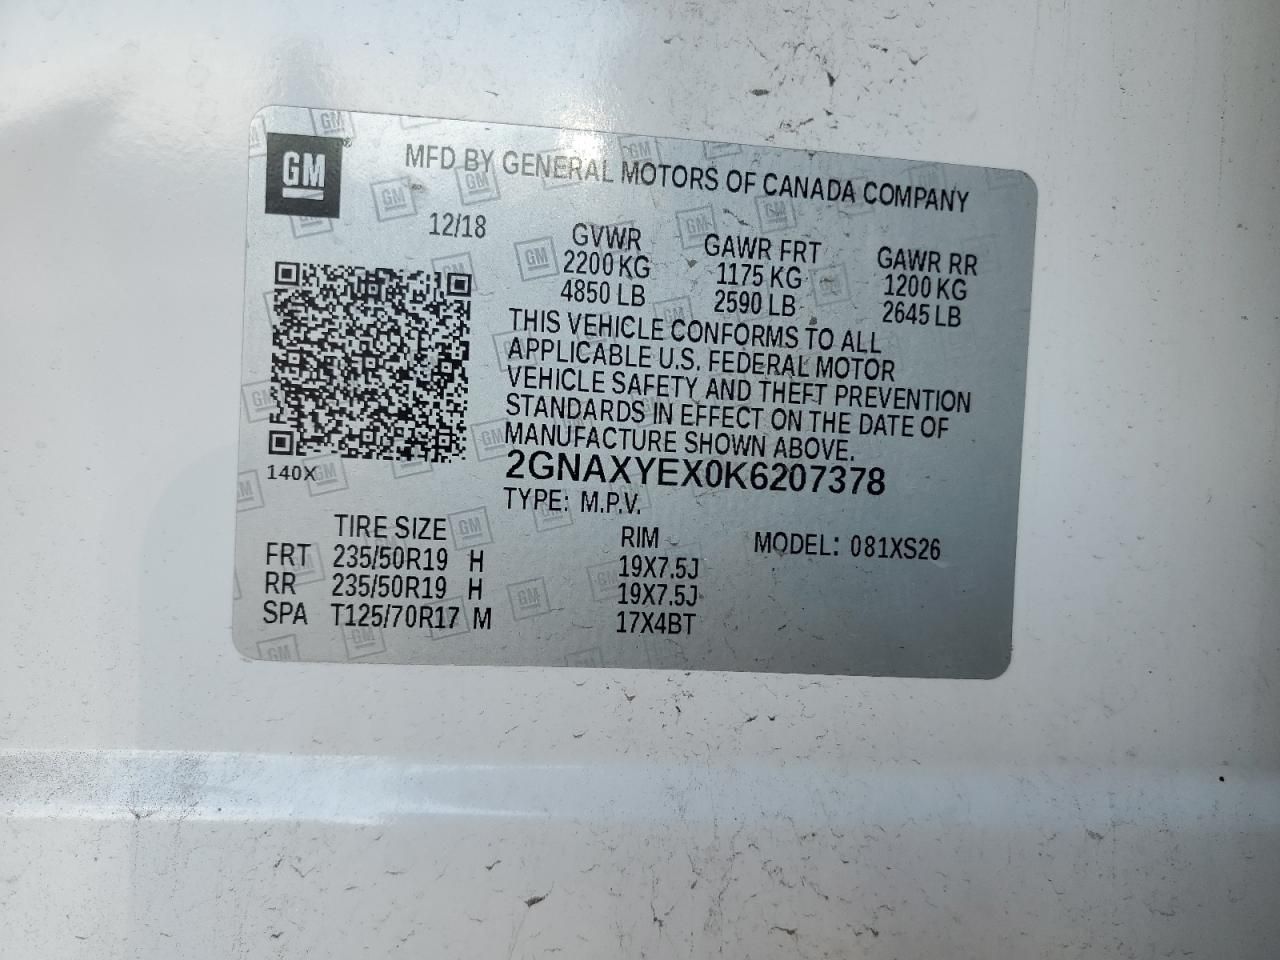 GM
MFD BY GENERAL MOTORS OF CANADA COMPANY
12/18
GVWR GAWR FRT GAWR RR
2200 KG 1175 KG 1200 KG
4850 LB 2590 LB 2645 LB
THIS VEHICLE CONFORMS TO ALL
APPLICABLE U.S. FEDERAL MOTOR
VEHICLE SAFETY AND THEFT PREVENTION
STANDARDS IN EFFECT ON THE DATE OF
MANUFACTURE SHOWN ABOVE.
140X
2GNAXYEX0K6207378
TYPE: M.P.V.
TIRE SIZE RIM MODEL: 081XS26
FRT 235/50R19 H 19X7.5J
RR 235/50R19 H 19X7.5J
SPA T125/70R17 M 17X4BT